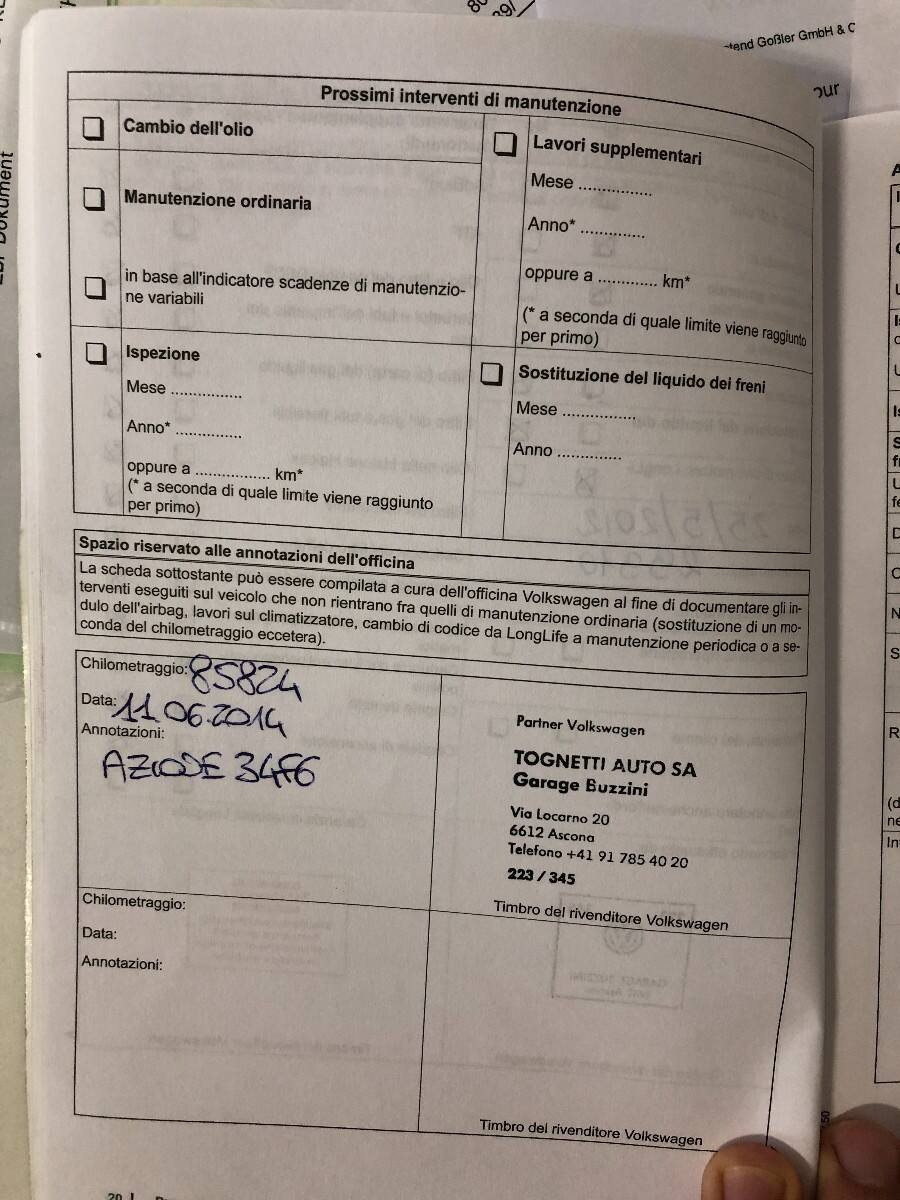 tend Goßler GmbH & C
our
Dokument
Prossimi interventi di manutenzione
Cambio dell'olio
Manutenzione ordinaria
in base all'indicatore scadenze di manutenzio-
ne variabili
Lavori supplementari
Mese ................
Anno* ..............
oppure a ............. km*
(* a seconda di quale limite viene raggiunto
per primo)
Ispezione
Mese ................
Anno* ..............
oppure a ................ km*
(* a seconda di quale limite viene raggiunto
per primo)
Sostituzione del liquido dei freni
Mese ................
Anno ..............
Spazio riservato alle annotazioni dell'officina
La scheda sottostante può essere compilata a cura dell'officina Volkswagen al fine di documentare gli in-
terventi eseguiti sul veicolo che non rientrano fra quelli di manutenzione ordinaria (sostituzione di un mo-
dulo dell'airbag, lavori sul climatizzatore, cambio di codice da LongLife a manutenzione periodica o a se-
conda del chilometraggio eccetera).
Chilometraggio: 85824
Data: 11.06.2014
Annotazioni:
AZIODE 34F6
Partner Volkswagen
TOGNETTI AUTO SA
Garage Buzzini
Via Locarno 20
6612 Ascona
Telefono +41 91 785 40 20
223 / 345
Timbro del rivenditore Volkswagen
Chilometraggio:
Data:
Annotazioni:
Timbro del rivenditore Volkswagen